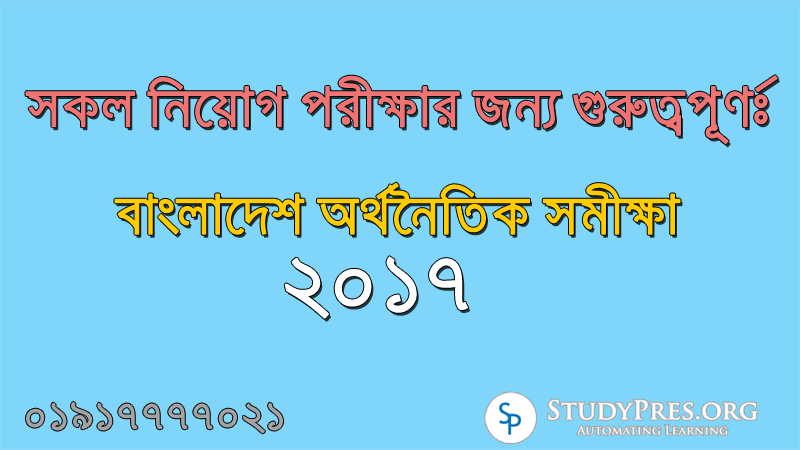 সকল নিয়োগ পরীক্ষার জন্য গুরুত্বপূর্ণঃ
বাংলাদেশ অর্থনৈতিক সমীক্ষা
২০১৭
০১৯১৭৭৭৭০২১
SP STUDYPRES.ORG
AUTOMATING LEARNING